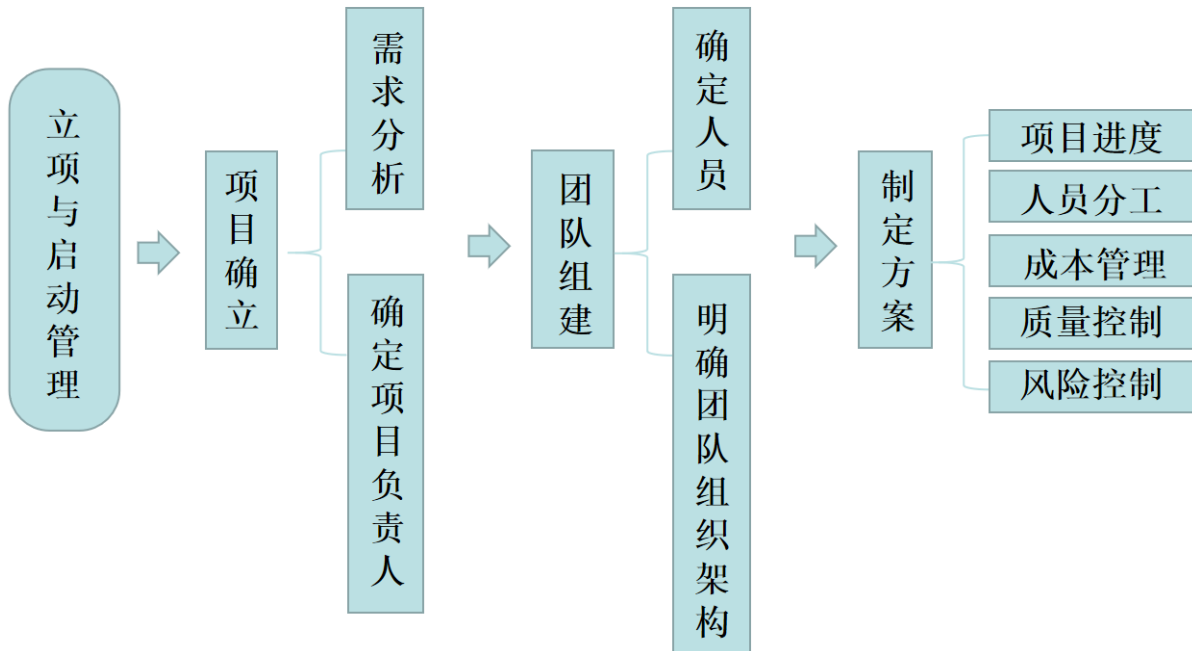 立项与启动管理
项目确立
需求分析
确定项目负责人
团队组建
确定人员
明确团队组织架构
制定方案
项目进度
人员分工
成本管理
质量控制
风险控制